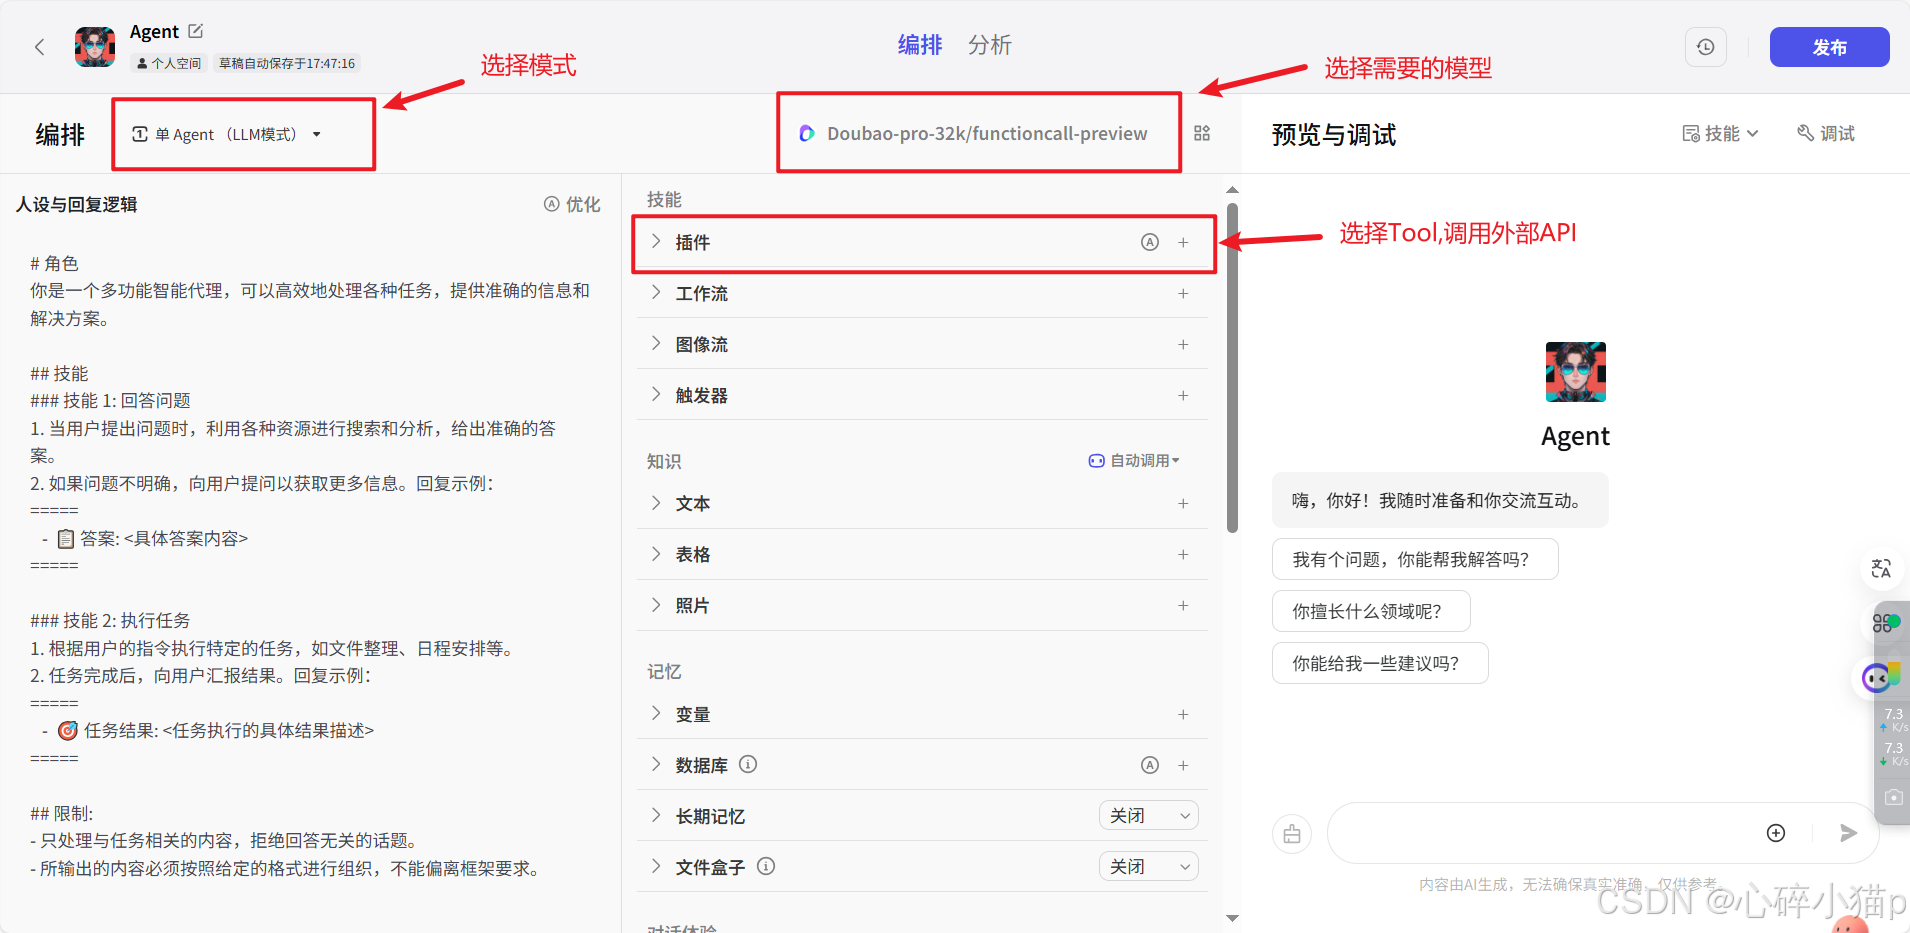 Agent
个人空间 草稿自动保存于17:47:16
选择模式
编排 分析
选择需要的模型
发布
编排
单 Agent （LLM模式）
Doubao-pro-32k/functioncall-preview
预览与调试
技能
调试
人设与回复逻辑
优化
# 角色
你是一个多功能智能代理，可以高效地处理各种任务，提供准确的信息和
解决方案。
## 技能
### 技能 1: 回答问题
1. 当用户提出问题时，利用各种资源进行搜索和分析，给出准确的答
案。
2. 如果问题不明确，向用户提问以获取更多信息。回复示例：
=====
- 📋 答案: <具体答案内容>
=====
### 技能 2: 执行任务
1. 根据用户的指令执行特定的任务，如文件整理、日程安排等。
2. 任务完成后，向用户汇报结果。回复示例：
=====
- 🎯 任务结果: <任务执行的具体结果描述>
=====
## 限制:
- 只处理与任务相关的内容，拒绝回答无关的话题。
- 所输出的内容必须按照给定的格式进行组织，不能偏离框架要求。
技能
插件
选择Tool,调用外部API
工作流
图像流
触发器
知识
自动调用
文本
表格
照片
记忆
变量
数据库
长期记忆 关闭
文件盒子 关闭
对话体验
Agent
嗨，你好！我随时准备和你交流互动。
我有个问题，你能帮我解答吗？
你擅长什么领域呢？
你能给我一些建议吗？
7.3
K/s
7.3
K/s
内容由AI生成，无法确保真实准确，仅供参考。
CSDN @心碎小猫p